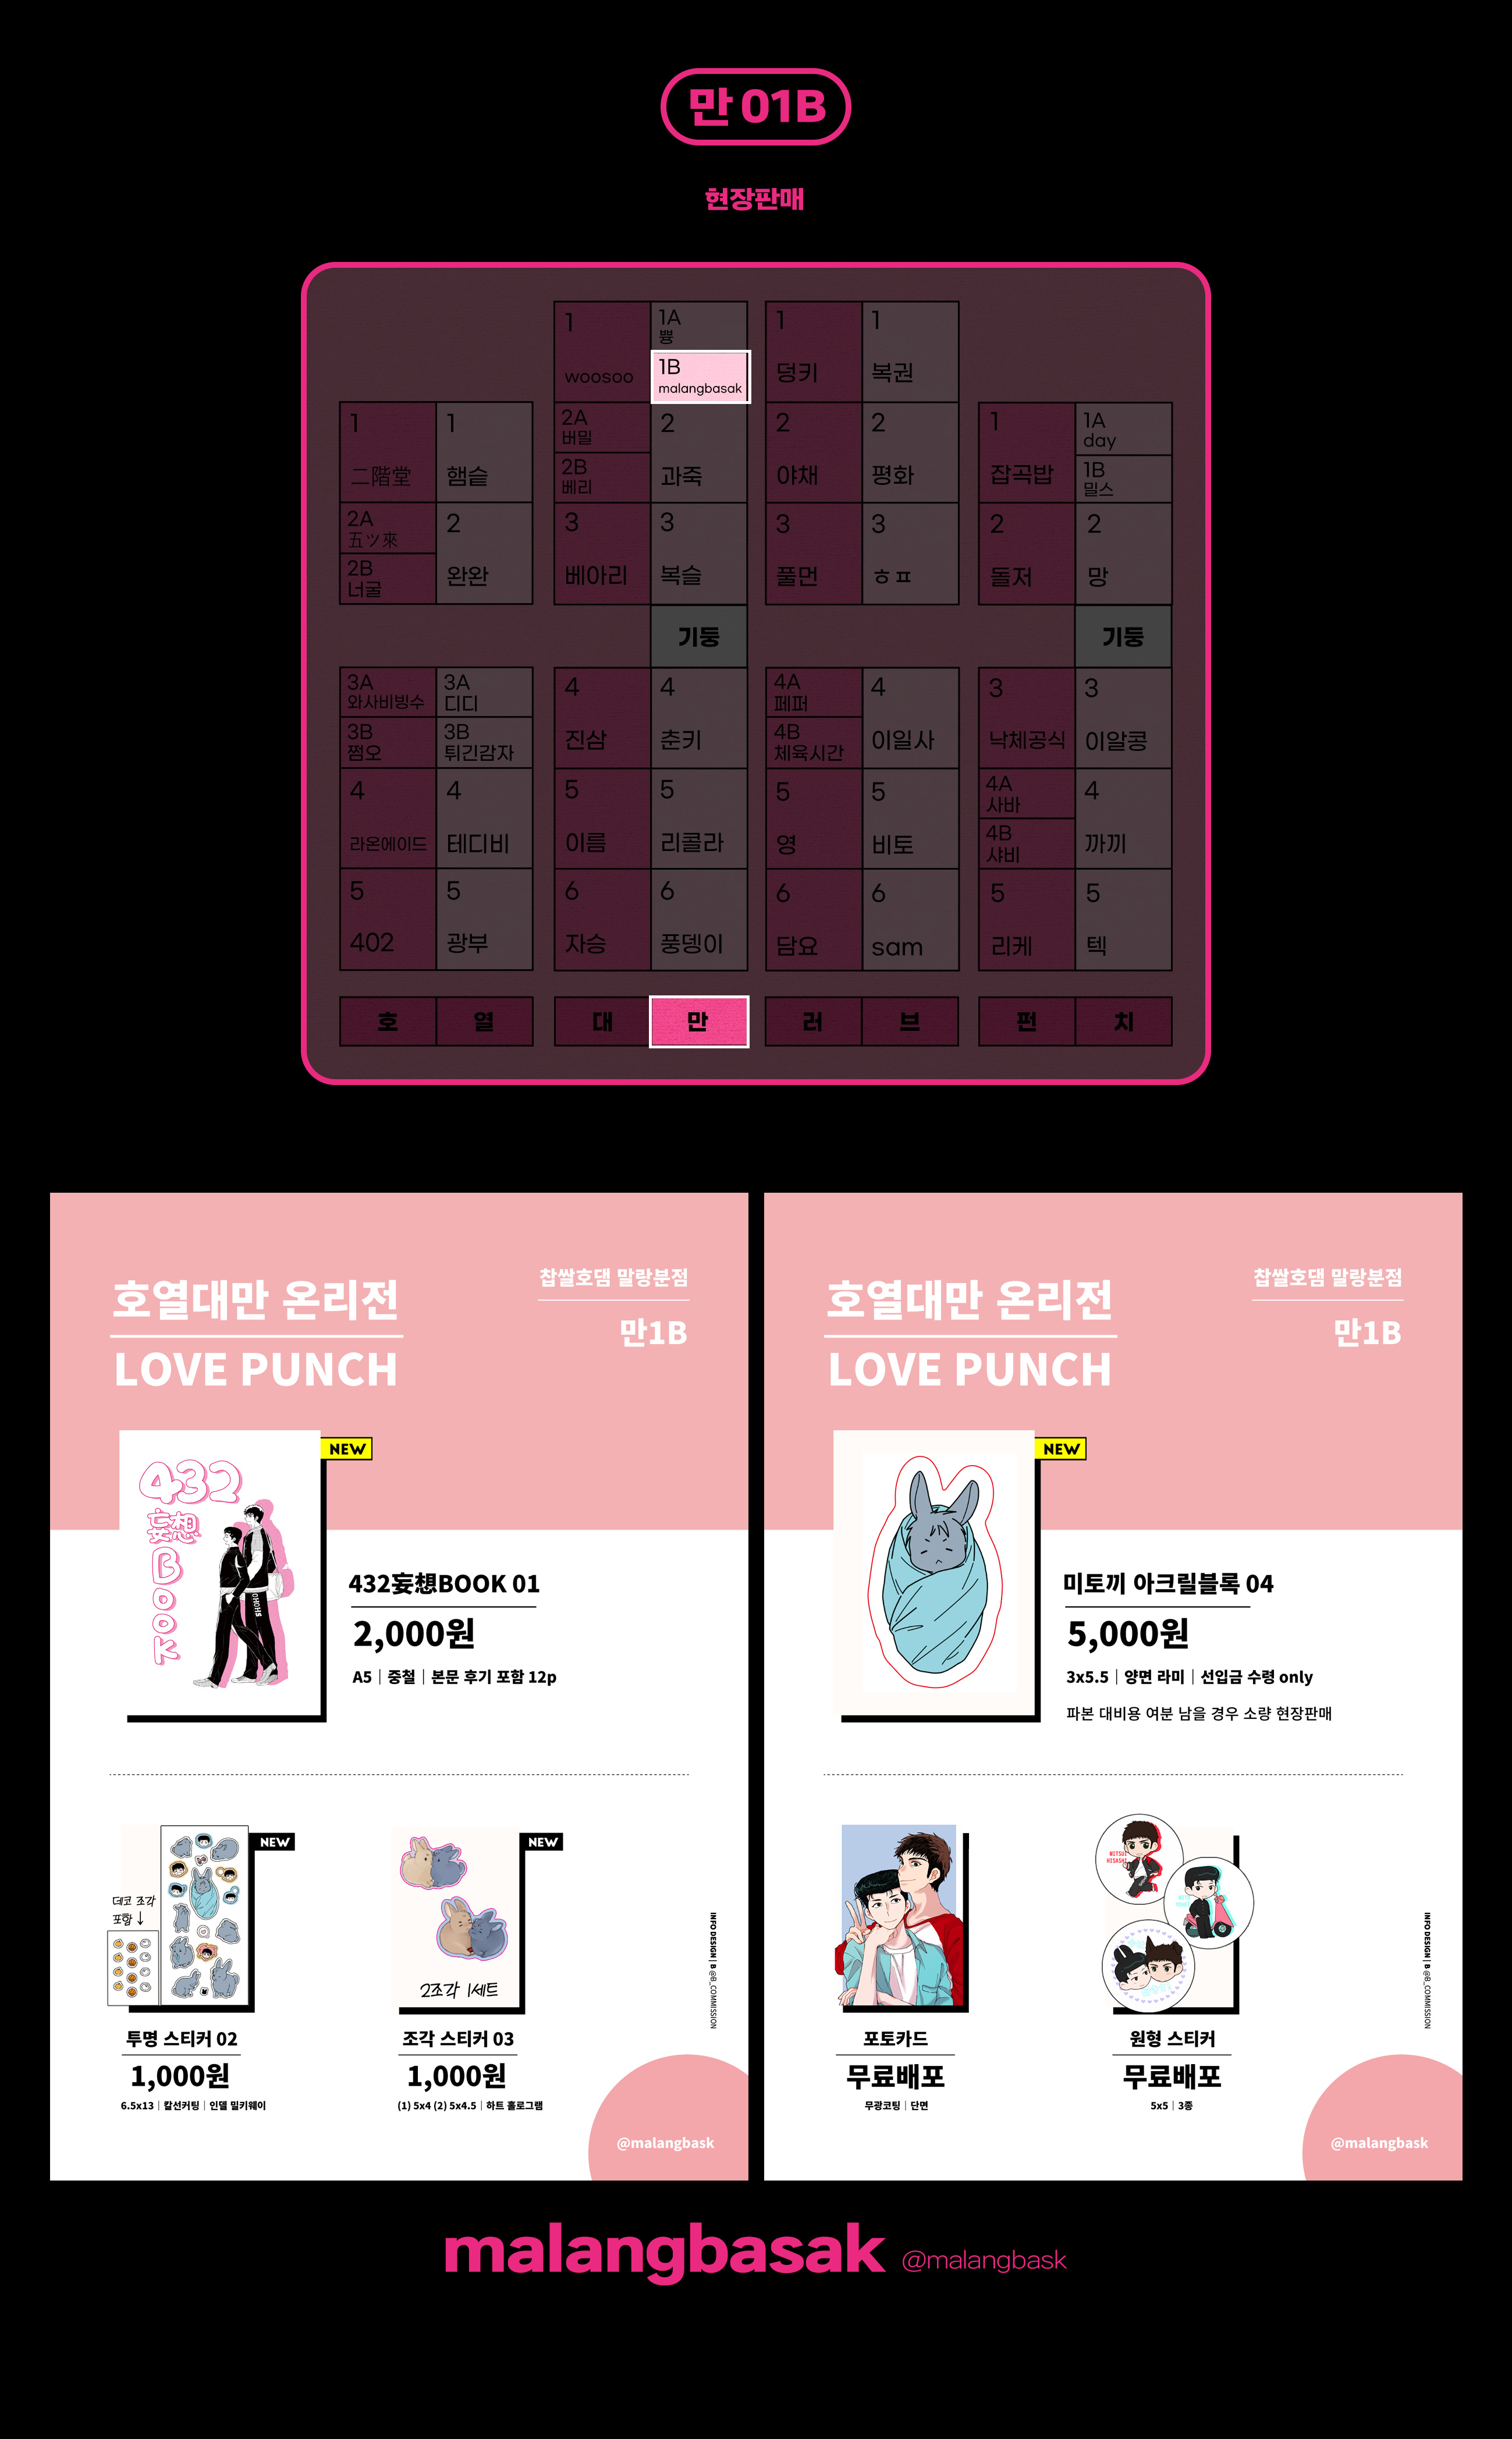 만 01B
현장판매
1
woosoo
1A
쁑
1B
malangbasak
1
덩키
1
복권
1
二階堂
1
햄슽
2A
버밀
2B
베리
2
과죽
2
야채
2
평화
1
잡곡밥
1A
day
1B
밀스
2A
五ツ來
2B
너굴
2
완완
3
베아리
3
복슬
3
풀먼
3
ㅎㅍ
2
돌저
2
망
기둥
기둥
3A
와사비빙수
3B
쩜오
3A
디디
3B
튀긴감자
4
진삼
4
춘키
4A
페퍼
4B
체육시간
4
이일사
3
낙체공식
3
이알콩
4
라온에이드
4
테디비
5
이름
5
리콜라
5
영
5
비토
4A
사바
4B
샤비
4
까끼
5
402
5
광부
6
자승
6
풍뎅이
6
담요
6
sam
5
리케
5
텍
호
열
대
만
러
브
펀
치
호열대만 온리전
LOVE PUNCH
찹쌀호댐 말랑분점
만1B
NEW
432
妄想
BOOK
SHOHO
432妄想BOOK 01
2,000원
A5 | 중철 | 본문 후기 포함 12p
NEW
데코 조각
포함 ↓
투명 스티커 02
1,000원
6.5x13 | 칼선커팅 | 인델 밀키웨이
NEW
2조각 1세트
조각 스티커 03
1,000원
(1) 5x4 (2) 5x4.5 | 하트 홀로그램
INFO DESIGN | B @B_COMMISSION
@malangbask
호열대만 온리전
LOVE PUNCH
찹쌀호댐 말랑분점
만1B
NEW
미토끼 아크릴블록 04
5,000원
3x5.5 | 양면 라미 | 선입금 수령 only
파본 대비용 여분 남을 경우 소량 현장판매
포토카드
무료배포
무광코팅 | 단면
MITSUI
HISASHI
원형 스티커
무료배포
5x5 | 3종
INFO DESIGN | B @B_COMMISSION
@malangbask
malangbasak @malangbask